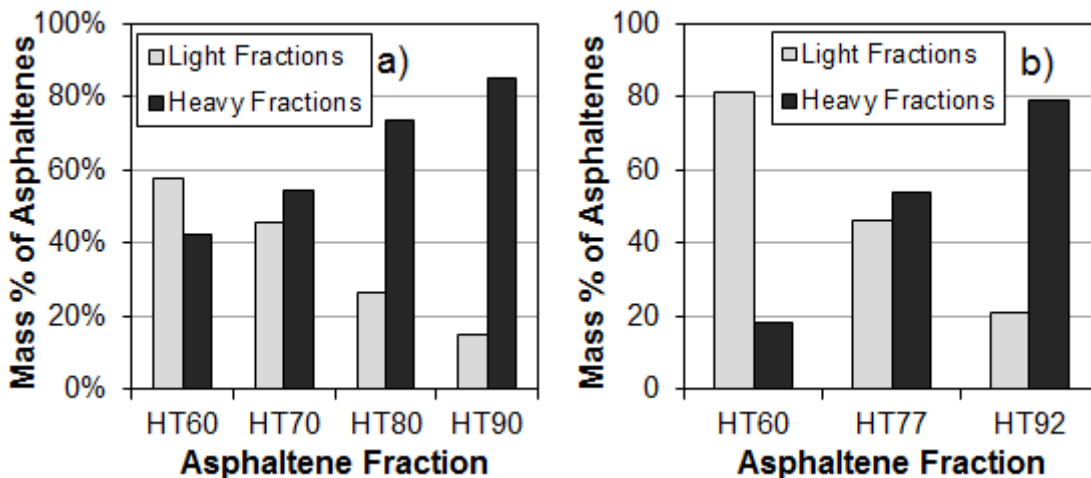 100%
80%
60%
40%
20%
0%
Mass % of Asphaltenes
Light Fractions
Heavy Fractions
a)
HT60 HT70 HT80 HT90
Asphaltene Fraction
100
80
60
40
20
0
Mass % of Asphaltenes
Light Fractions
Heavy Fractions
b)
HT60 HT77 HT92
Asphaltene Fraction